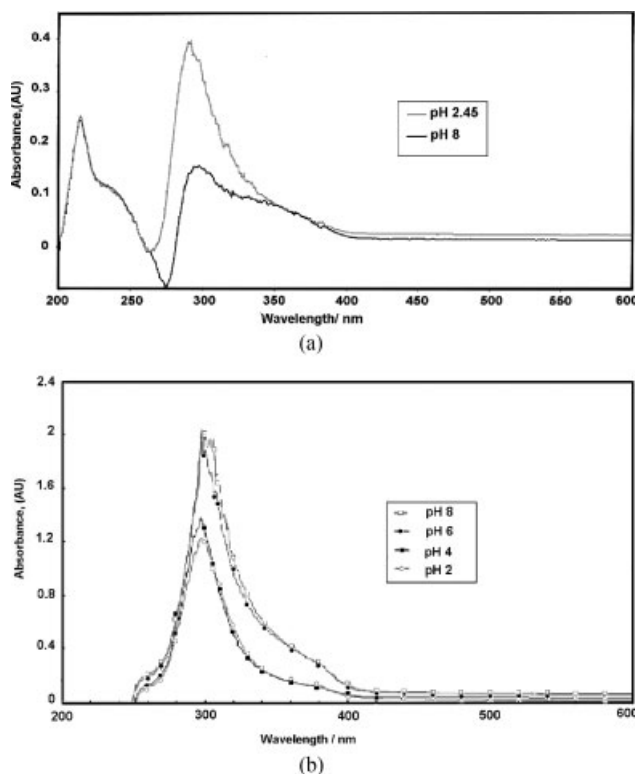 0.4
0.3
0.2
0.1
0
Absorbance,(AU)
pH 2.45
pH 8
200 250 300 350 400 450 500 550 600
Wavelength/ nm
(a)
2.4
2
1.6
1.2
0.8
0.4
0
Absorbance, (AU)
pH 8
pH 6
pH 4
pH 2
200 300 400 500 600
Wavelength / nm
(b)